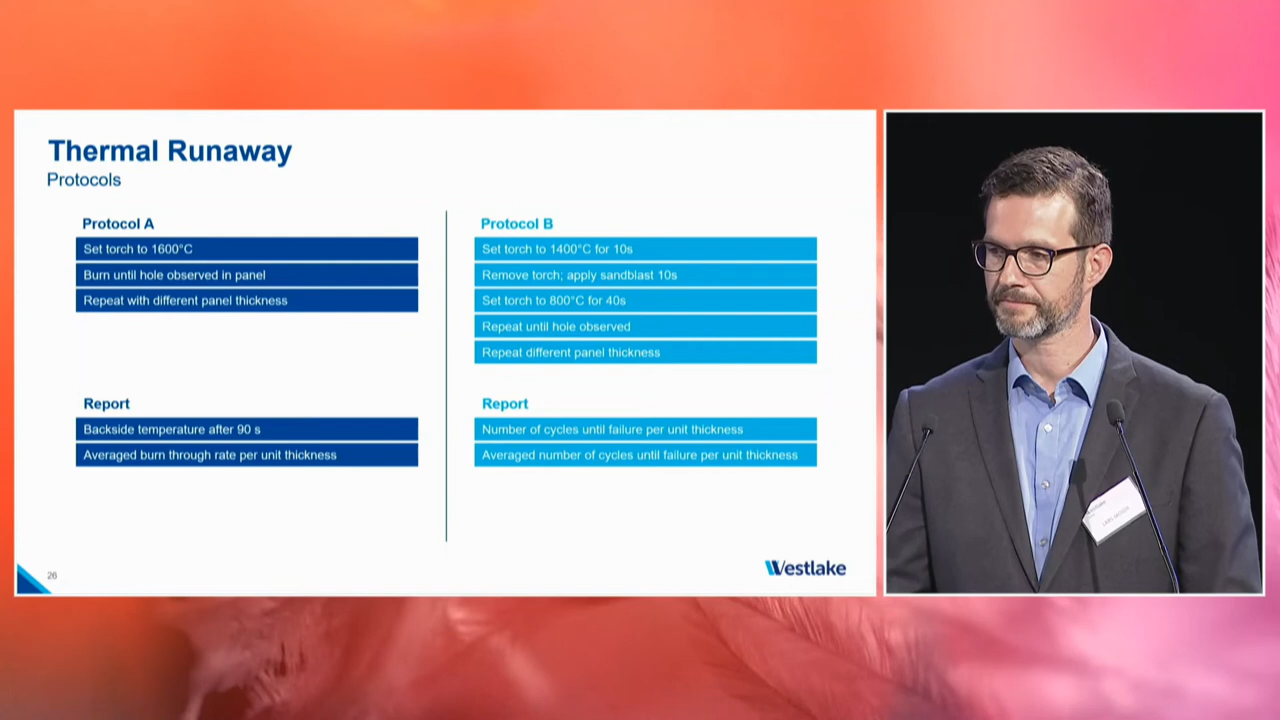 Thermal Runaway
Protocols
Protocol A
Set torch to 1600°C
Burn until hole observed in panel
Repeat with different panel thickness
Report
Backside temperature after 90 s
Averaged burn through rate per unit thickness
Protocol B
Set torch to 1400°C for 10s
Remove torch; apply sandblast 10s
Set torch to 800°C for 40s
Repeat until hole observed
Repeat different panel thickness
Report
Number of cycles until failure per unit thickness
Averaged number of cycles until failure per unit thickness
26
Westlake